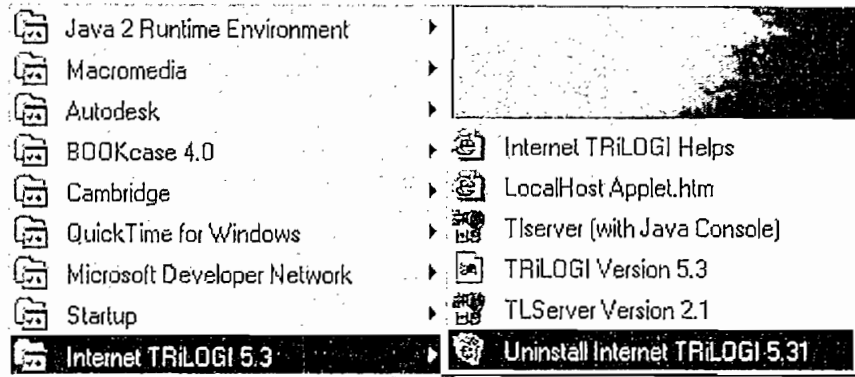 Java 2 Runtime Environment
Macromedia
Autodesk
BOOKcase 4.0
Cambridge
QuickTime for Windows
Microsoft Developer Network
Startup
Internet TRiLOGI 5.3
Internet TRiLOGI Helps
LocalHost Applet.htm
Tlserver (with Java Console)
TRiLOGI Version 5.3
TLServer Version 2.1
Uninstall Internet TRiLOGI 5.31